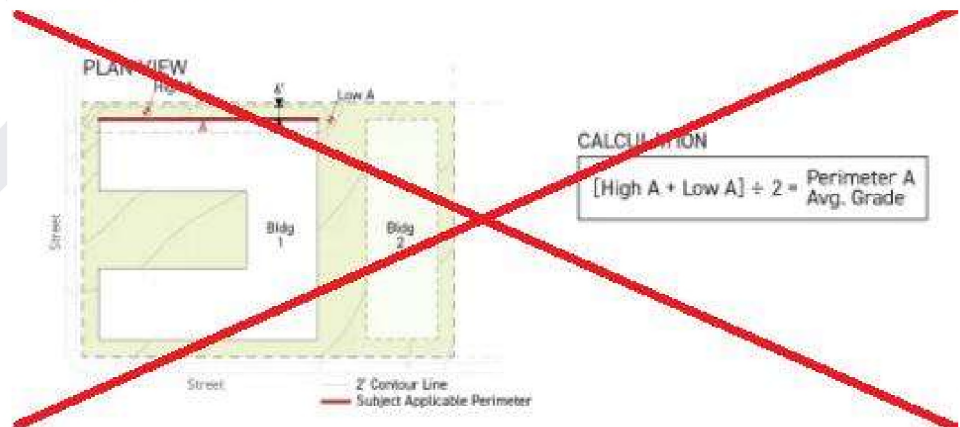 PLAN VIEW
High A
6'
Low A
A
CALCULATION
[High A + Low A] ÷ 2 = Perimeter A
Avg. Grade
Street
Bldg
1
Bldg
2
Street
2' Contour Line
Subject Applicable Perimeter